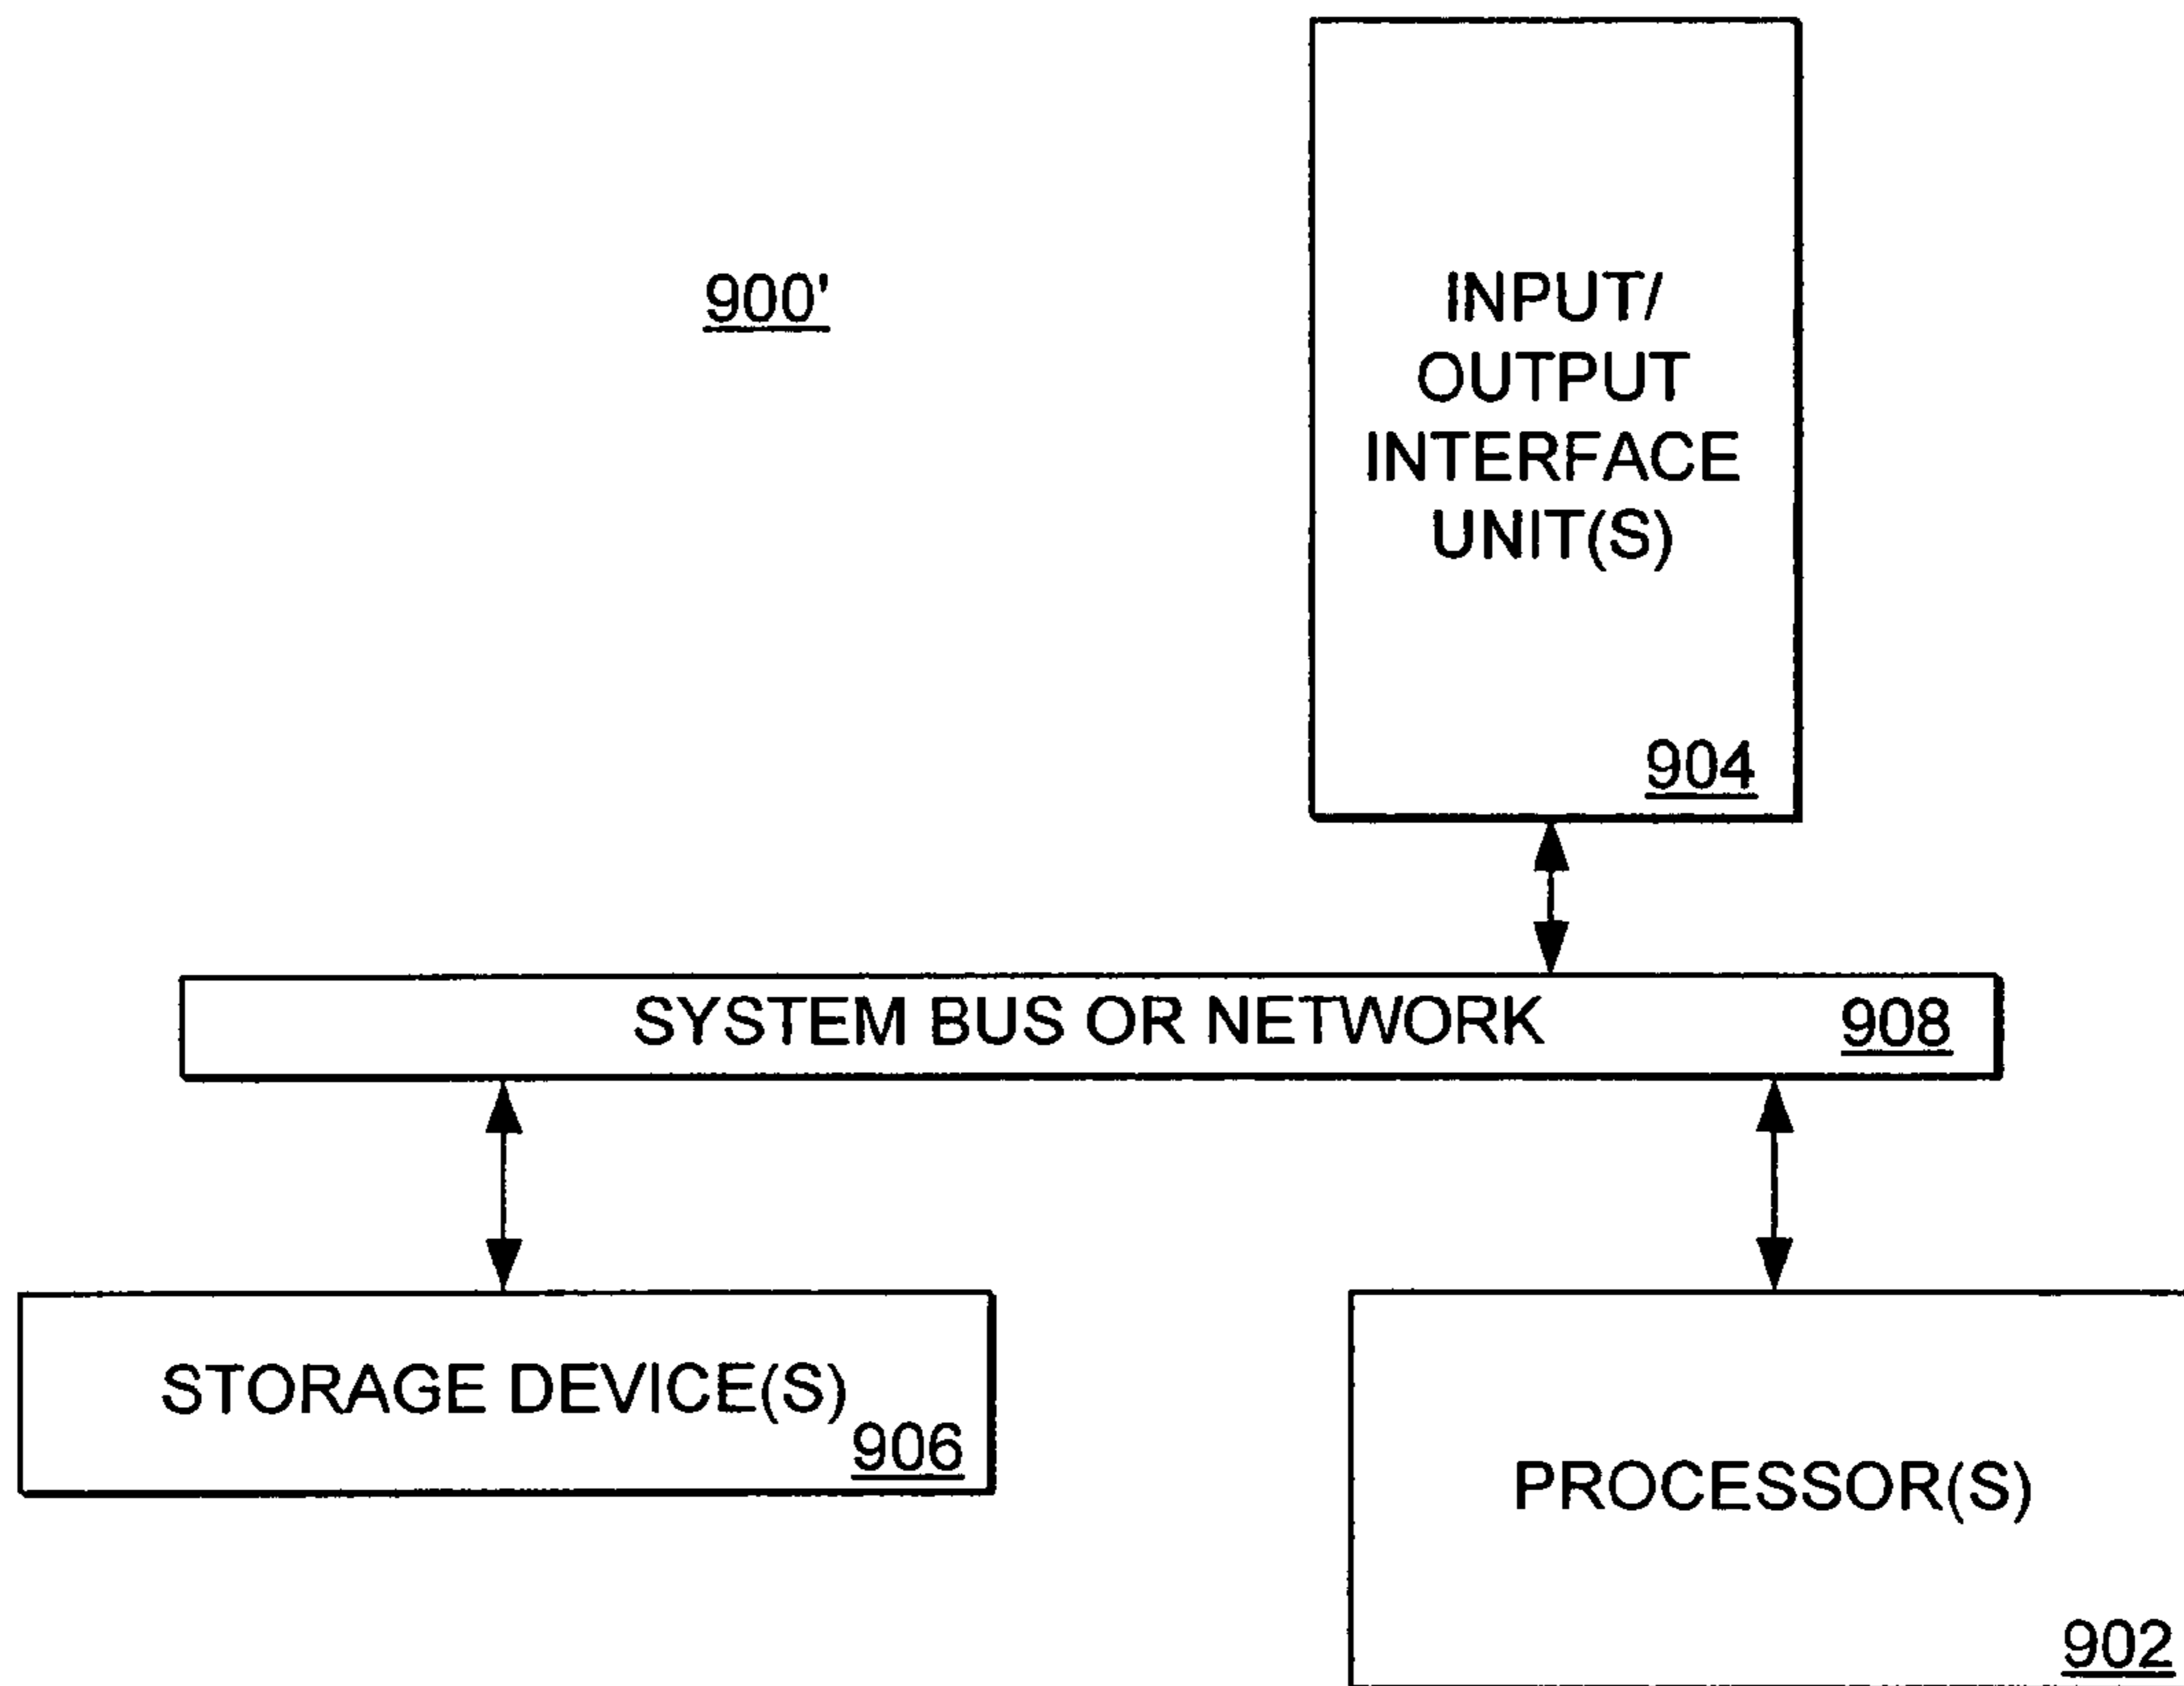 900'
INPUT/
OUTPUT
INTERFACE
UNIT(S)
904
SYSTEM BUS OR NETWORK 908
STORAGE DEVICE(S)
906
PROCESSOR(S)
902